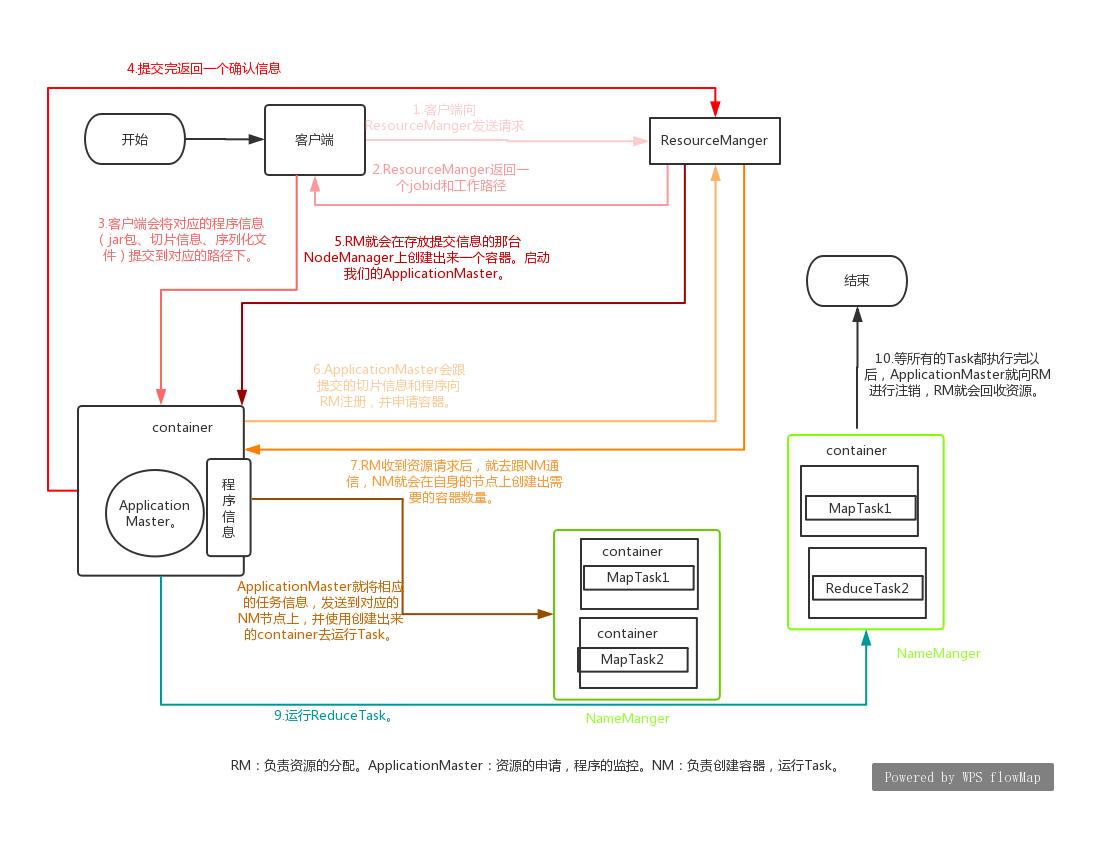 4.提交完返回一个确认信息
开始
客户端
1.客户端向
ResourceManger发送请求
ResourceManger
2.ResourceManger返回一
个jobid和工作路径
3.客户端会将对应的程序信息
（jar包、切片信息、序列化文
件）提交到对应的路径下。
5.RM就会在存放提交信息的那台
NodeManager上创建出来一个容器。启动
我们的ApplicationMaster。
结束
10.等所有的Task都执行完以
后，ApplicationMaster就向RM
进行注销，RM就会回收资源。
6.ApplicationMaster会跟
提交的切片信息和程序向
RM注册，并申请容器。
container
Application
Master。
程
序
信
息
7.RM收到资源请求后，就去跟NM通
信，NM就会在自身的节点上创建出需
要的容器数量。
ApplicationMaster就将相应
的任务信息，发送到对应的
NM节点上，并使用创建出来
的container去运行Task。
container
MapTask1
container
MapTask2
NameManger
container
MapTask1
ReduceTask2
NameManger
9.运行ReduceTask。
RM：负责资源的分配。ApplicationMaster：资源的申请，程序的监控。NM：负责创建容器，运行Task。
Powered by WPS flowMap